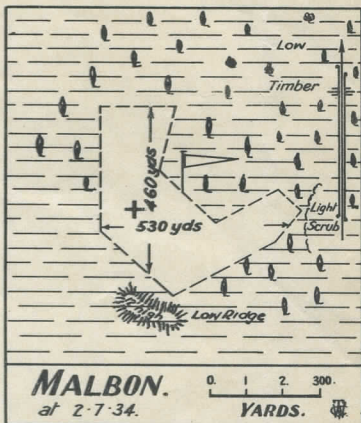 Low
Timber
460 yds
530 yds
Light
Scrub
high
Low Ridge
MALBON.
at 2-7-34.
0. 1 2. 300.
YARDS.